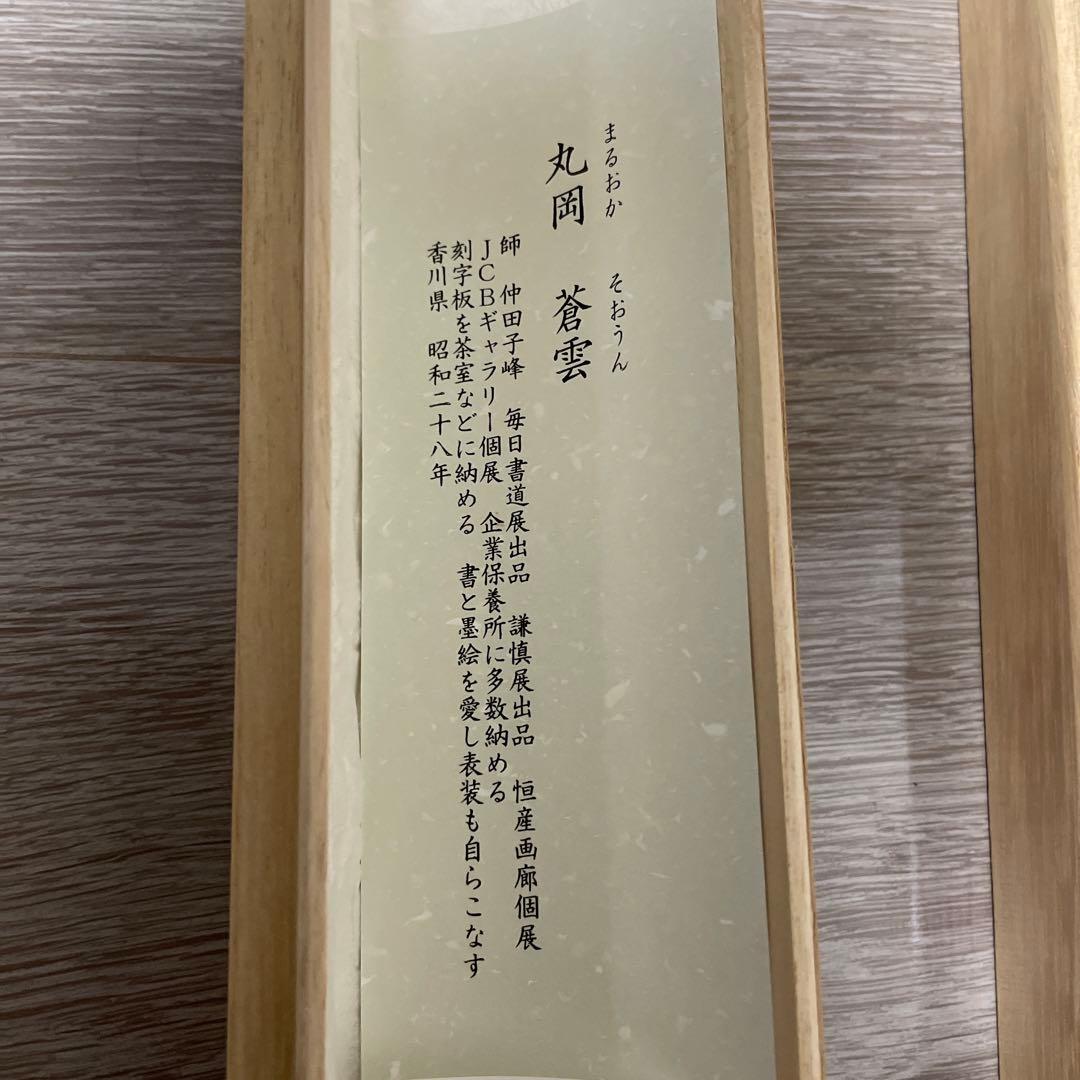 まるおか そおうん
丸岡 蒼雲
師 仲田子峰 毎日書道展出品 謙慎展出品 恒産画廊個展
JCBギャラリー個展 企業保養所に多数納める
刻字板を茶室などに納める 書と墨絵を愛し表装も自らこなす
香川県 昭和二十八年